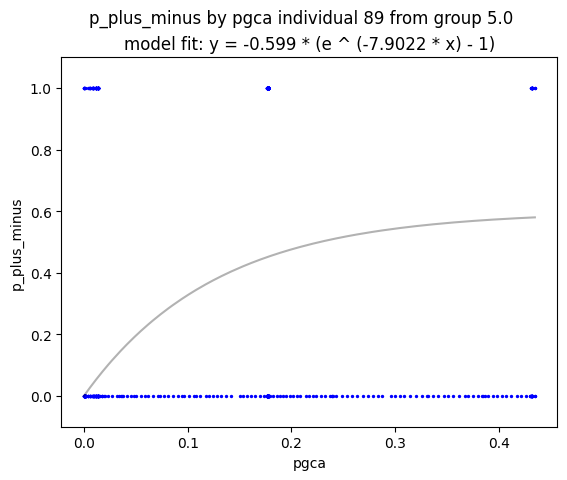 p_plus_minus by pgca individual 89 from group 5.0
model fit: y = -0.599 * (e ^ (-7.9022 * x) - 1)
1.0
0.8
0.6
0.4
0.2
0.0
p_plus_minus
0.0 0.1 0.2 0.3 0.4
pgca